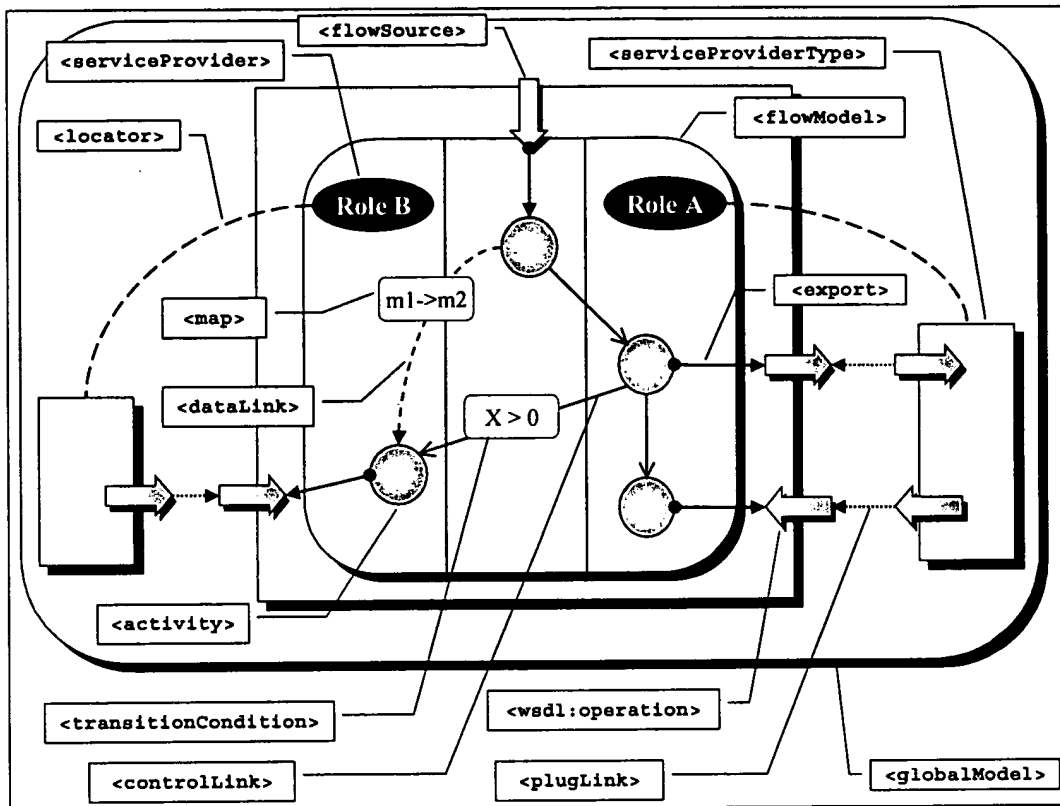 <flowSource>
<serviceProvider>
<serviceProviderType>
<flowModel>
<locator>
Role B
Role A
m1->m2
<export>
<map>
<dataLink>
X > 0
<activity>
<transitionCondition>
<wsdl:operation>
<controlLink>
<plugLink>
<globalModel>